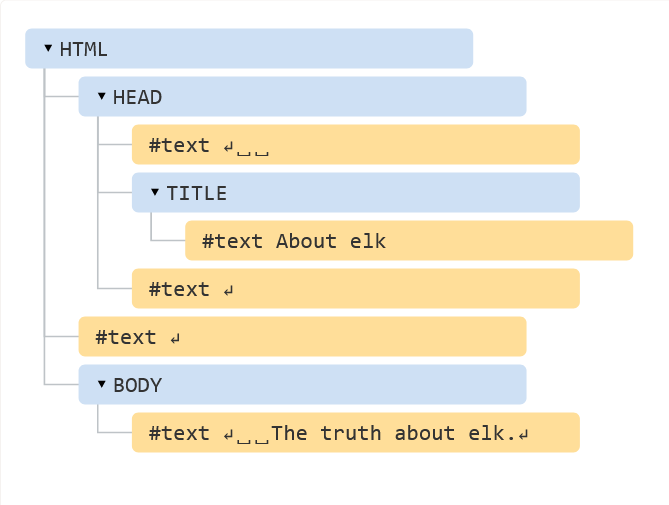 ▾ HTML
▾ HEAD
#text ↵␣␣
▾ TITLE
#text About elk
#text ↵
#text ↵
▾ BODY
#text ↵␣␣The truth about elk.↵